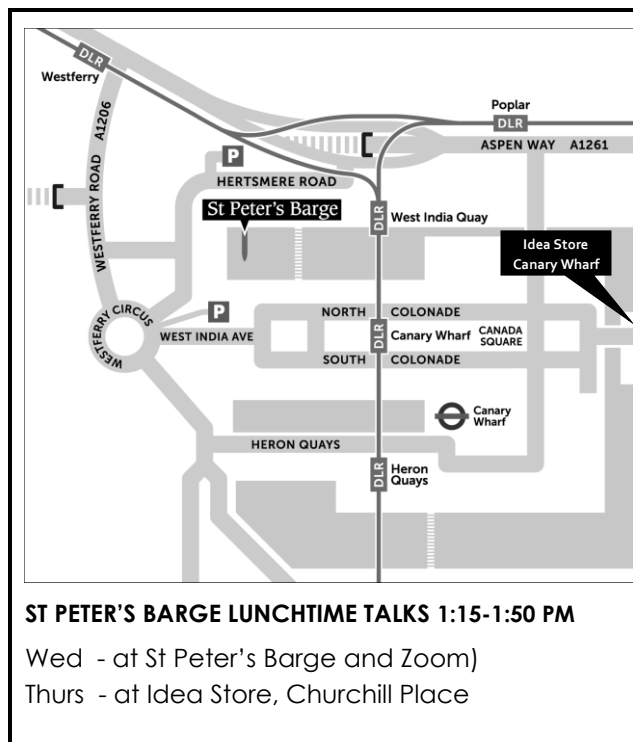 DLR
Westferry
Poplar
DLR
ASPEN WAY A1261
WESTFERRY ROAD A1206
P
HERTSMERE ROAD
St Peter's Barge
DLR
West India Quay
Idea Store
Canary Wharf
WESTFERRY CIRCUS
P
WEST INDIA AVE
NORTH COLONADE
DLR
Canary Wharf
CANADA
SQUARE
SOUTH COLONADE
Canary
Wharf
HERON QUAYS
DLR
Heron
Quays
ST PETER’S BARGE LUNCHTIME TALKS 1:15-1:50 PM
Wed - at St Peter’s Barge and Zoom)
Thurs - at Idea Store, Churchill Place